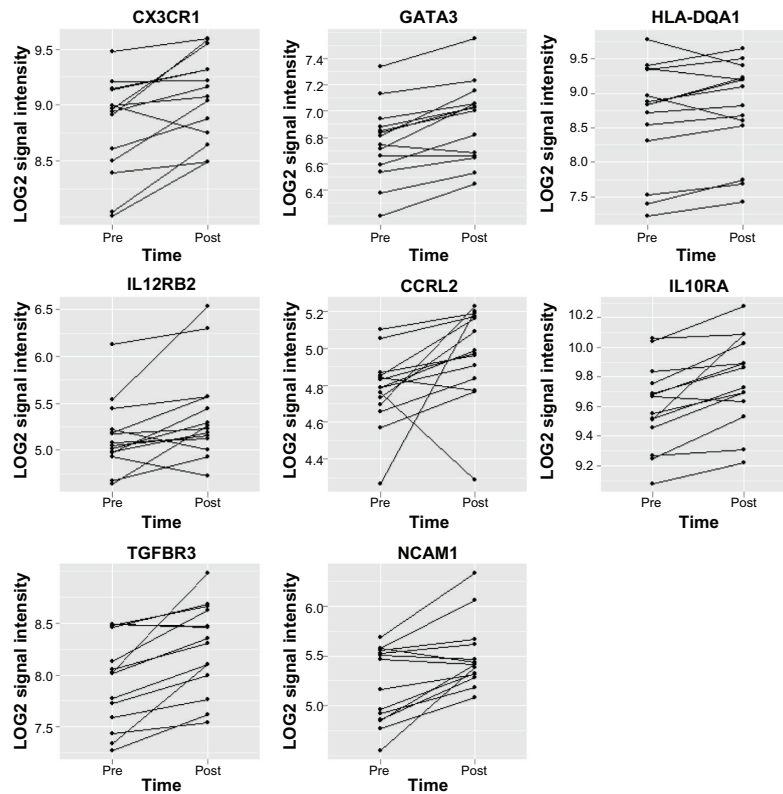 CX3CR1
LOG2 signal intensity
9.5
9.0
8.5
Pre
Post
Time
GATA3
LOG2 signal intensity
7.4
7.2
7.0
6.8
6.6
6.4
Pre
Post
Time
HLA-DQA1
LOG2 signal intensity
9.5
9.0
8.5
8.0
7.5
Pre
Post
Time
IL12RB2
LOG2 signal intensity
6.5
6.0
5.5
5.0
Pre
Post
Time
CCRL2
LOG2 signal intensity
5.2
5.0
4.8
4.6
4.4
Pre
Post
Time
IL10RA
LOG2 signal intensity
10.2
10.0
9.8
9.6
9.4
9.2
Pre
Post
Time
TGFBR3
LOG2 signal intensity
8.5
8.0
7.5
Pre
Post
Time
NCAM1
LOG2 signal intensity
6.0
5.5
5.0
Pre
Post
Time